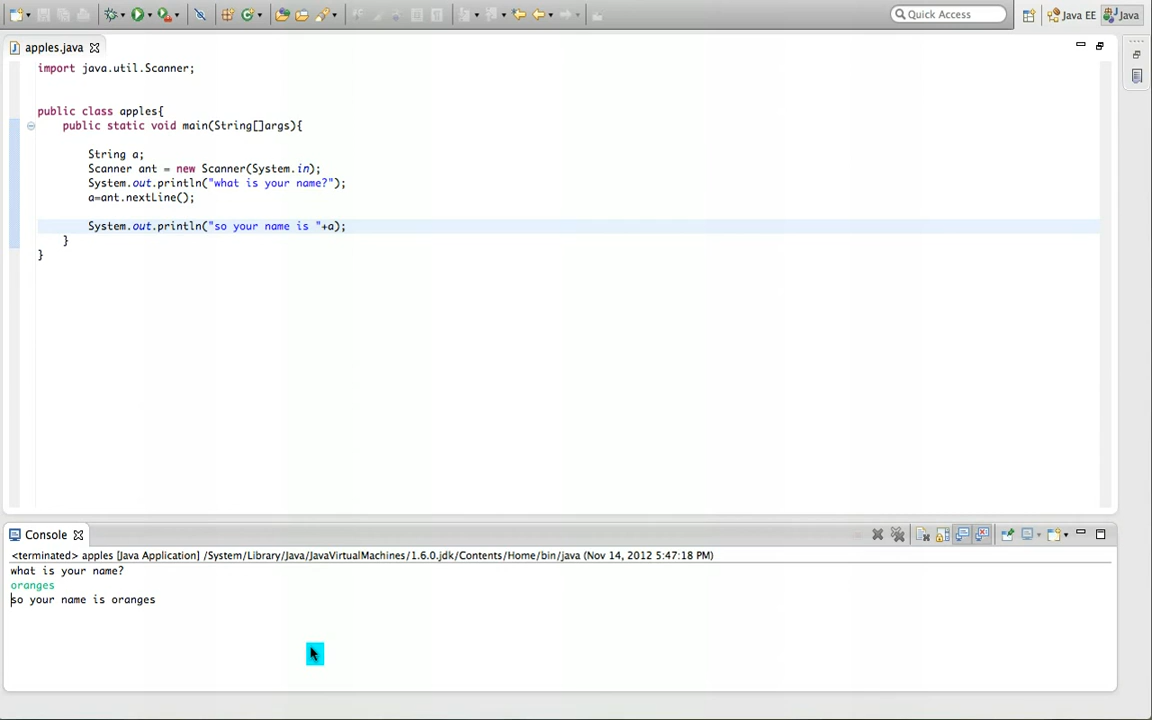 Quick Access
Java EE
Java
apples.java
import java.util.Scanner;
public class apples{
public static void main(String[]args){
String a;
Scanner ant = new Scanner(System.in);
System.out.println("what is your name?");
a=ant.nextLine();
System.out.println("so your name is "+a);
}
}
Console
<terminated> apples [Java Application] /System/Library/Java/JavaVirtualMachines/1.6.0.jdk/Contents/Home/bin/java (Nov 14, 2012 5:47:18 PM)
what is your name?
oranges
so your name is oranges